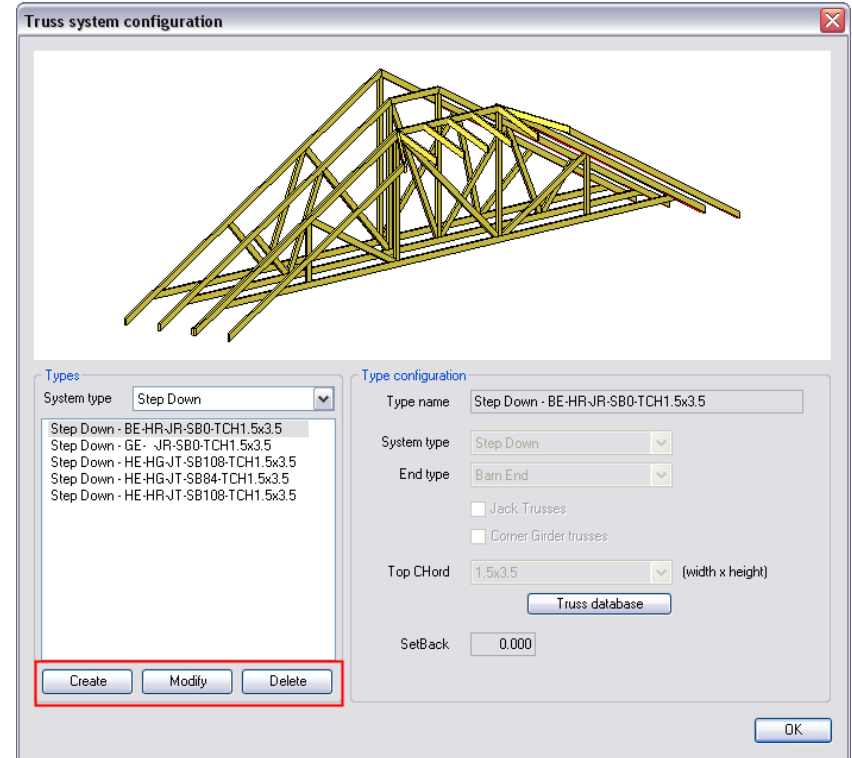 Truss system configuration
Types
System type Step Down
Step Down - BE-HR-JR-SB0-TCH1.5x3.5
Step Down - GE- -JR-SB0-TCH1.5x3.5
Step Down - HE-HG-JT-SB108-TCH1.5x3.5
Step Down - HE-HG-JT-SB84-TCH1.5x3.5
Step Down - HE-HR-JT-SB108-TCH1.5x3.5
Create Modify Delete
Type configuration
Type name Step Down - BE-HR-JR-SB0-TCH1.5x3.5
System type Step Down
End type Barn End
Jack Trusses
Corner Girder trusses
Top CHord 1.5x3.5 (width x height)
Truss database
SetBack 0.000
OK